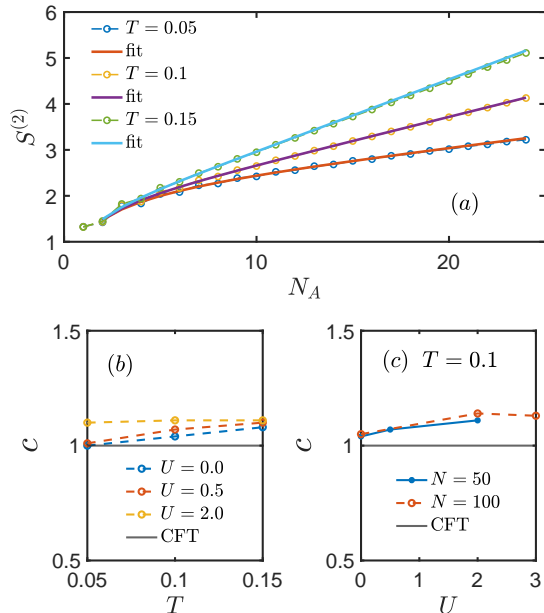 6
5
4
3
2
1
S^{(2)}
T = 0.05
fit
T = 0.1
fit
T = 0.15
fit
(a)
0 10 20
N_A
1.5
1
0.5
c
(b)
U = 0.0
U = 0.5
U = 2.0
CFT
0.05 0.1 0.15
T
1.5
1
0.5
c
(c) T = 0.1
N = 50
N = 100
CFT
0 1 2 3
U